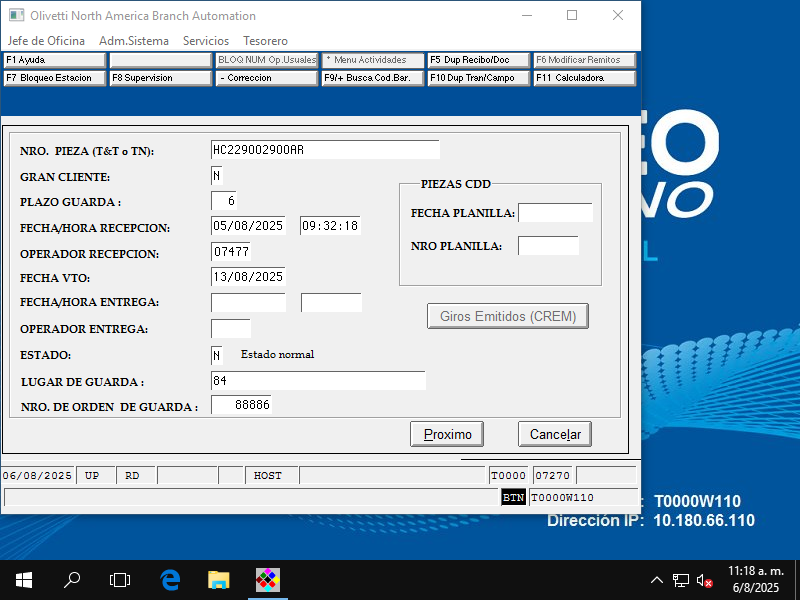 Olivetti North America Branch Automation
Jefe de Oficina Adm.Sistema Servicios Tesorero
F1 Ayuda BLOQ NUM Op.Usuales * Menu Actividades F5 Dup Recibo/Doc F6 Modificar Remitos
F7 Bloqueo Estacion F8 Supervision - Correccion F9/+ Busca Cod.Bar. F10 Dup Tran/Campo F11 Calculadora
NRO. PIEZA (T&T o TN): HC229002900AR
GRAN CLIENTE: N
PIEZAS CDD
PLAZO GUARDA : 6
FECHA PLANILLA:
FECHA/HORA RECEPCION: 05/08/2025 09:32:18
NRO PLANILLA:
OPERADOR RECEPCION: 07477
FECHA VTO: 13/08/2025
FECHA/HORA ENTREGA:
Giros Emitidos (CREM)
OPERADOR ENTREGA:
ESTADO: N Estado normal
LUGAR DE GUARDA : 84
NRO. DE ORDEN DE GUARDA : 88886
Proximo Cancelar
06/08/2025 UP RD HOST T0000 07270
BTN T0000W110
EO
NO
L
: T0000W110
Dirección IP: 10.180.66.110
11:18 a. m.
6/8/2025